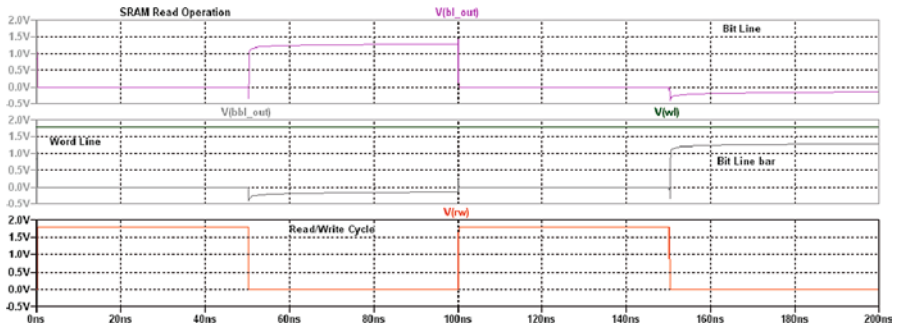 SRAM Read Operation V(bl_out)
2.0V
Bit Line
1.5V
1.0V
0.5V
0.0V
-0.5V
V(bbl_out) V(wl)
2.0V
Word Line
1.5V
1.0V
Bit Line bar
0.5V
0.0V
-0.5V
V(rw)
2.0V
Read/Write Cycle
1.5V
1.0V
0.5V
0.0V
-0.5V
0ns 20ns 40ns 60ns 80ns 100ns 120ns 140ns 160ns 180ns 200ns